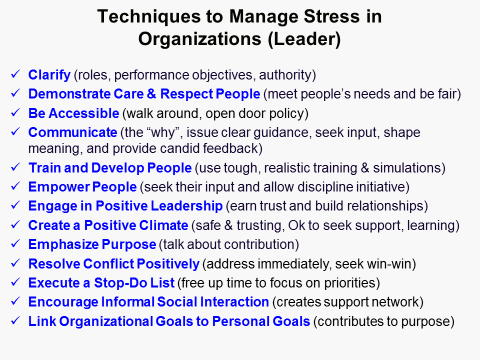 Techniques to Manage Stress in
Organizations (Leader)
✓ Clarify (roles, performance objectives, authority)
✓ Demonstrate Care & Respect People (meet people's needs and be fair)
✓ Be Accessible (walk around, open door policy)
✓ Communicate (the “why”, issue clear guidance, seek input, shape
meaning, and provide candid feedback)
✓ Train and Develop People (use tough, realistic training & simulations)
✓ Empower People (seek their input and allow discipline initiative)
✓ Engage in Positive Leadership (earn trust and build relationships)
✓ Create a Positive Climate (safe & trusting, Ok to seek support, learning)
✓ Emphasize Purpose (talk about contribution)
✓ Resolve Conflict Positively (address immediately, seek win-win)
✓ Execute a Stop-Do List (free up time to focus on priorities)
✓ Encourage Informal Social Interaction (creates support network)
✓ Link Organizational Goals to Personal Goals (contributes to purpose)